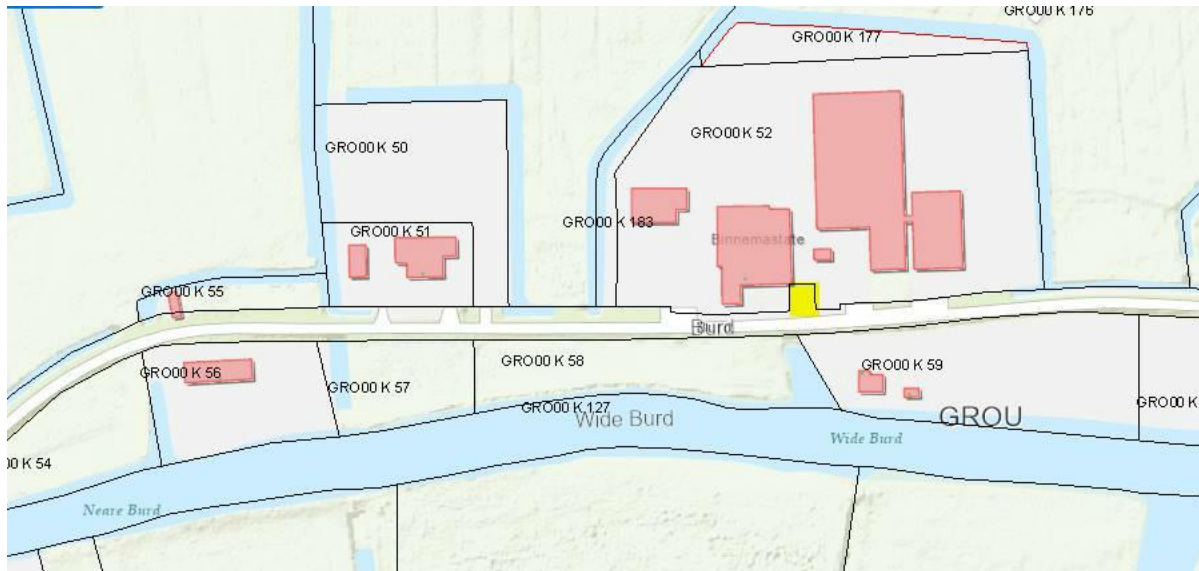 GRO00 K 176
GRO00 K 177
GRO00 K 52
GRO00 K 50
GRO00 K 183
GRO00 K 51
Binnemastate
GRO00 K 55
Burd
GRO00 K 58
GRO00 K 59
GRO00 K 56
GRO00 K 57
GRO00 K 127
GRO00 K
Wide Burd
GROU
Wide Burd
00 K 54
Neare Burd